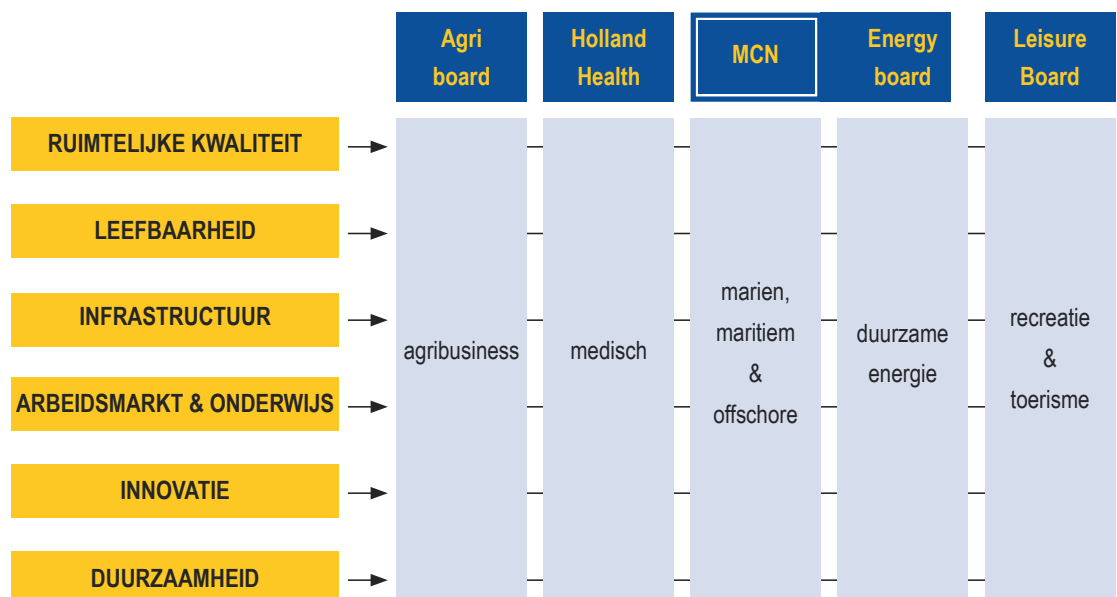 Agri
board
Holland
Health
MCN
Energy
board
Leisure
Board
RUIMTELIJKE KWALITEIT
LEEFBAARHEID
INFRASTRUCTUUR
ARBEIDSMARKT & ONDERWIJS
INNOVATIE
DUURZAAMHEID
agribusiness
medisch
marien,
maritiem
&
offschore
duurzame
energie
recreatie
&
toerisme